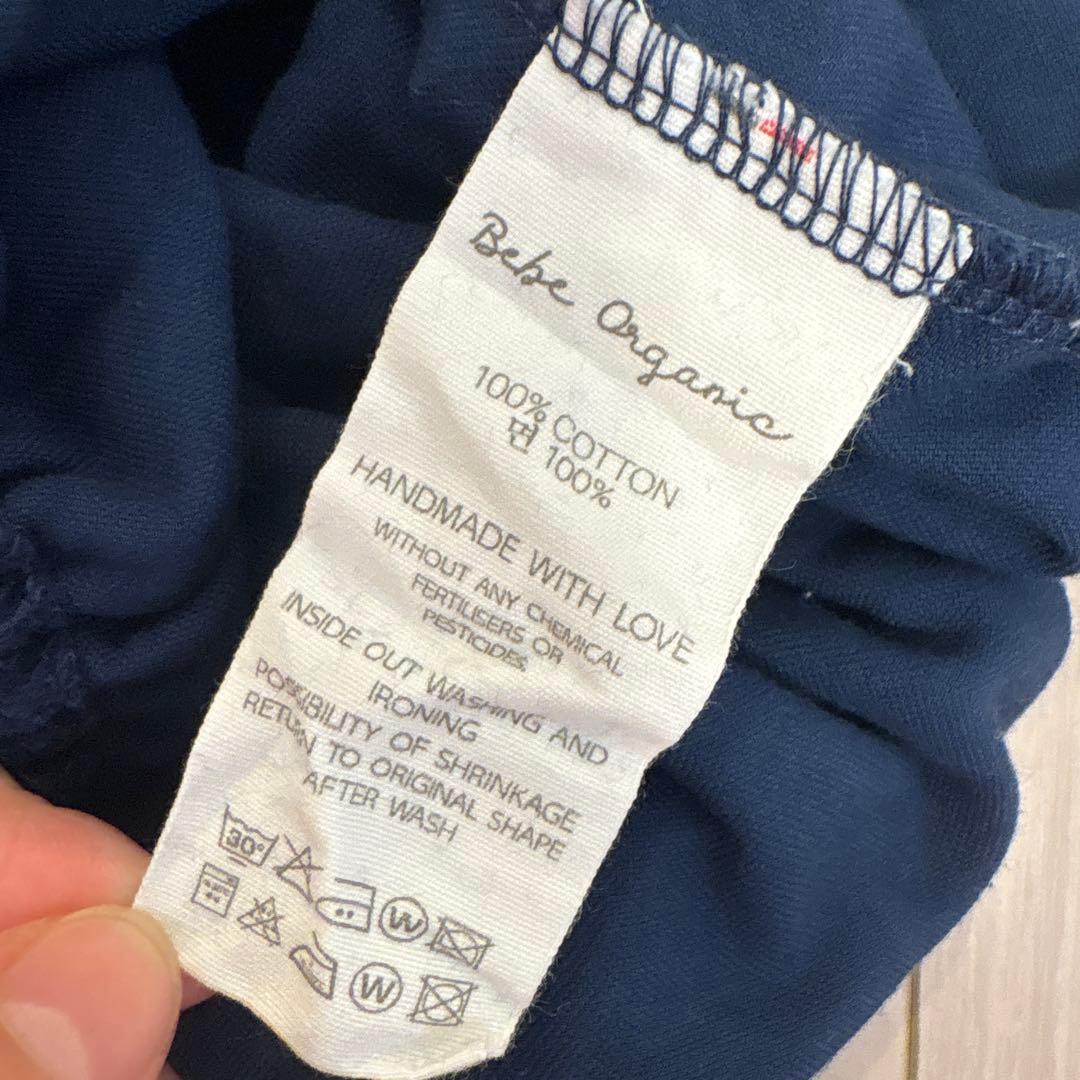 Bebe Organic
100% COTTON
면 100%
HANDMADE WITH LOVE
WITHOUT ANY CHEMICAL
FERTILISERS OR
PESTICIDES,
INSIDE OUT WASHING AND
IRONING
POSSIBILITY OF SHRINKAGE
RETURN TO ORIGINAL SHAPE
AFTER WASH
30°
W
W